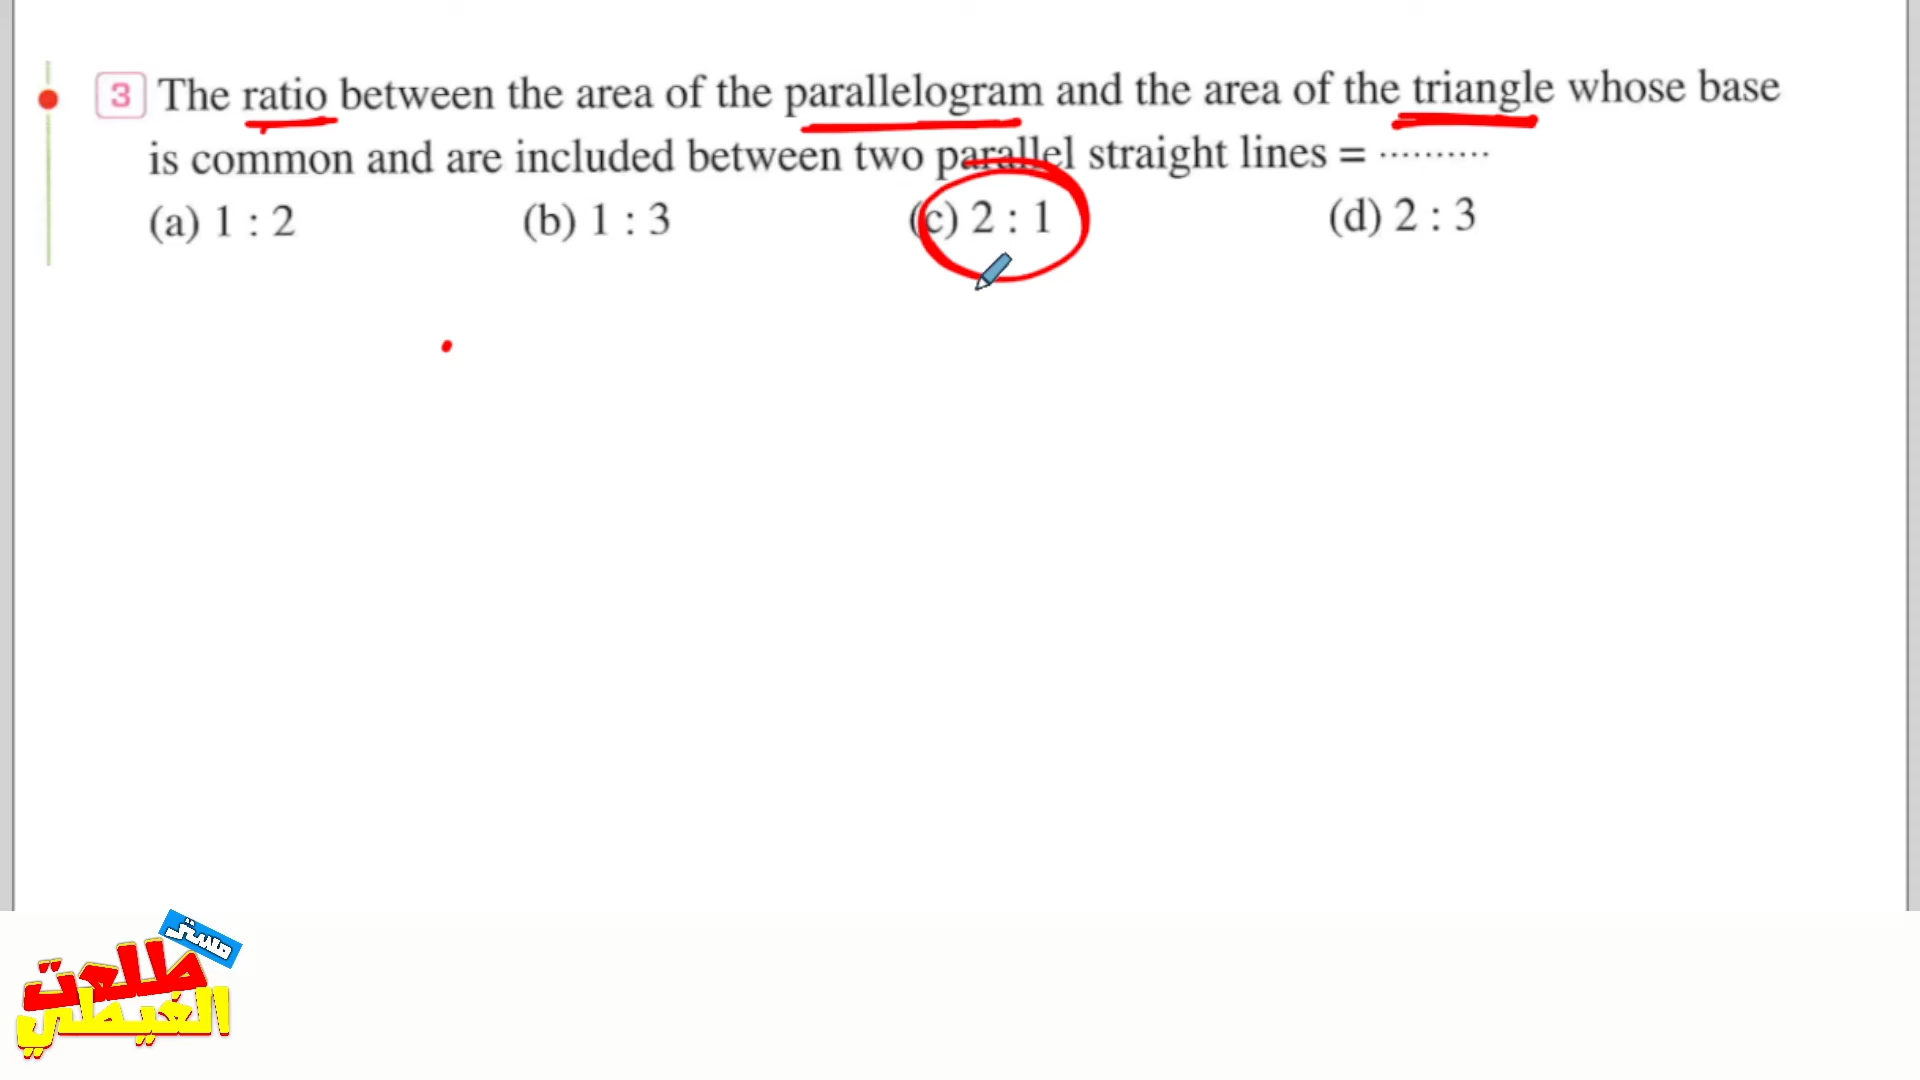 3 The ratio between the area of the parallelogram and the area of the triangle whose base
is common and are included between two parallel straight lines = ..........
(a) 1 : 2 (b) 1 : 3 (c) 2 : 1 (d) 2 : 3
مستر
طلعت
الغيطي